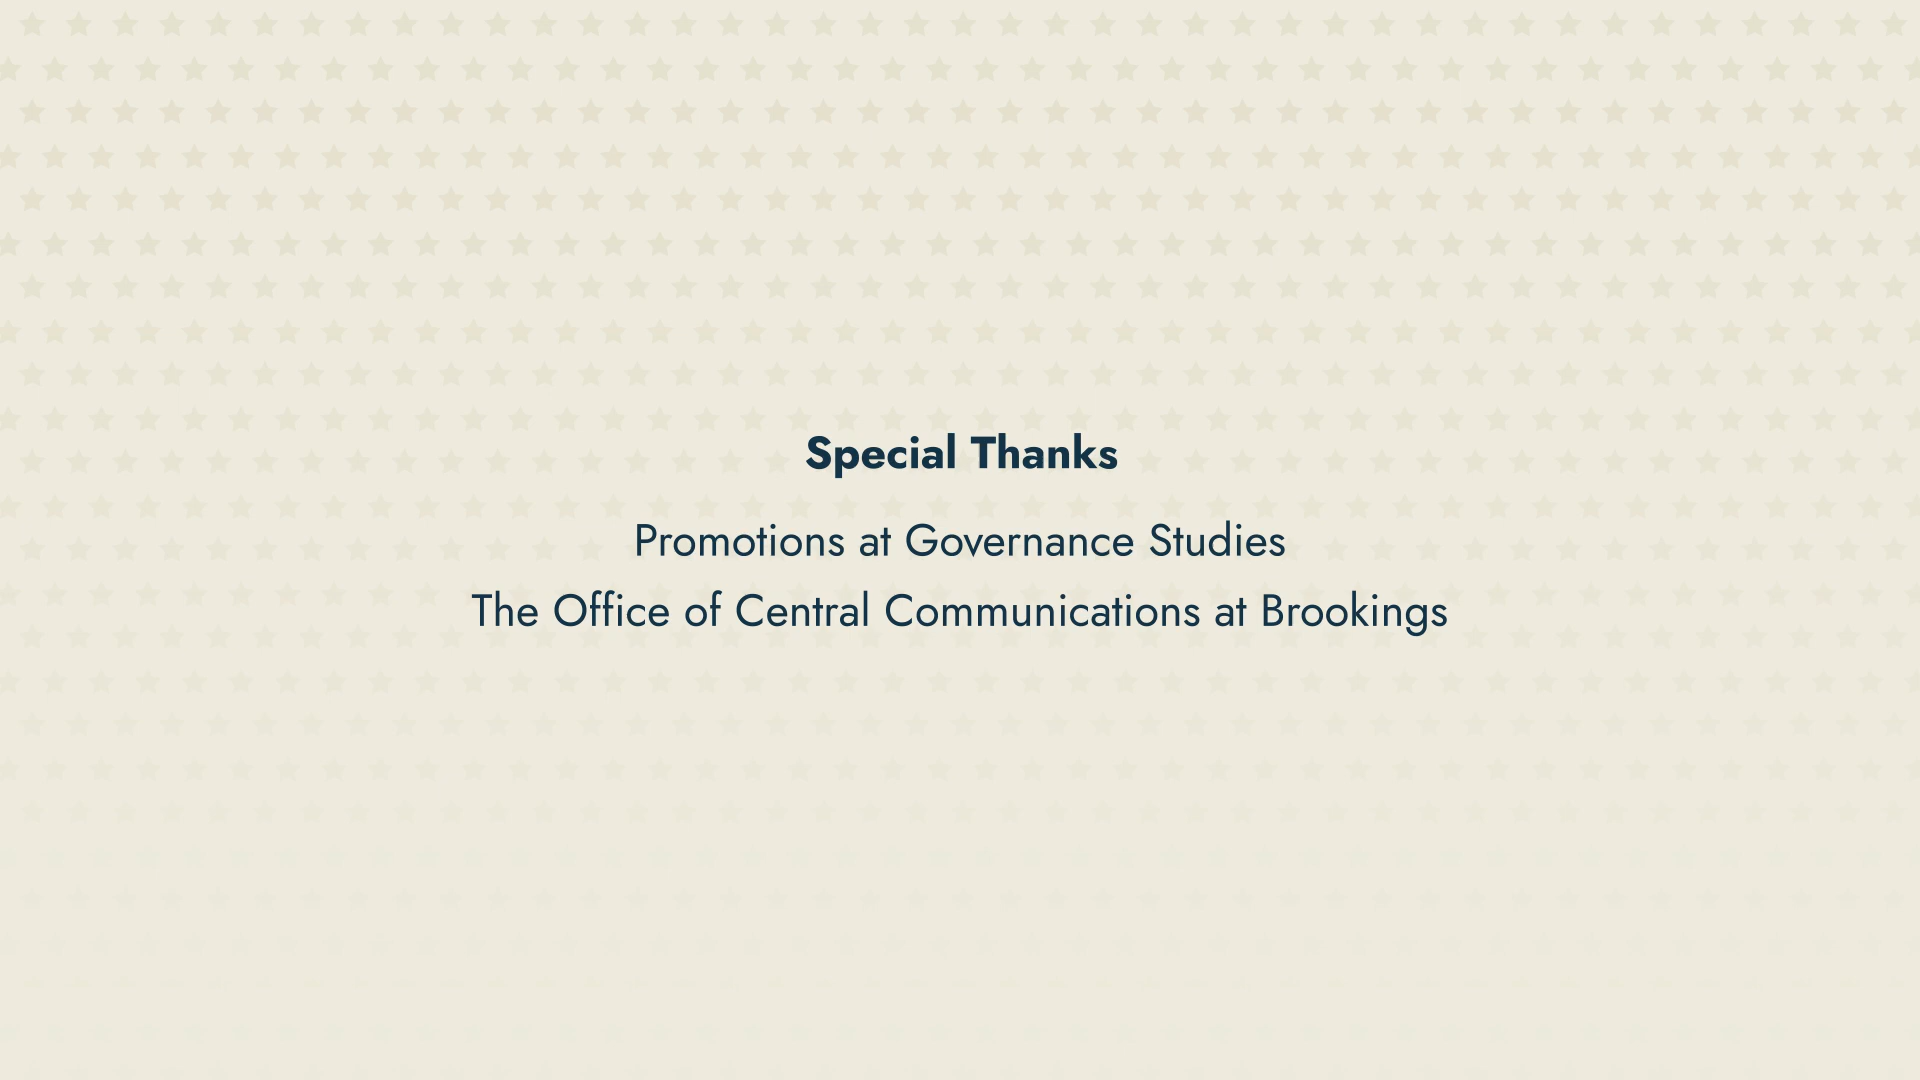 Special Thanks
Promotions at Governance Studies
The Office of Central Communications at Brookings